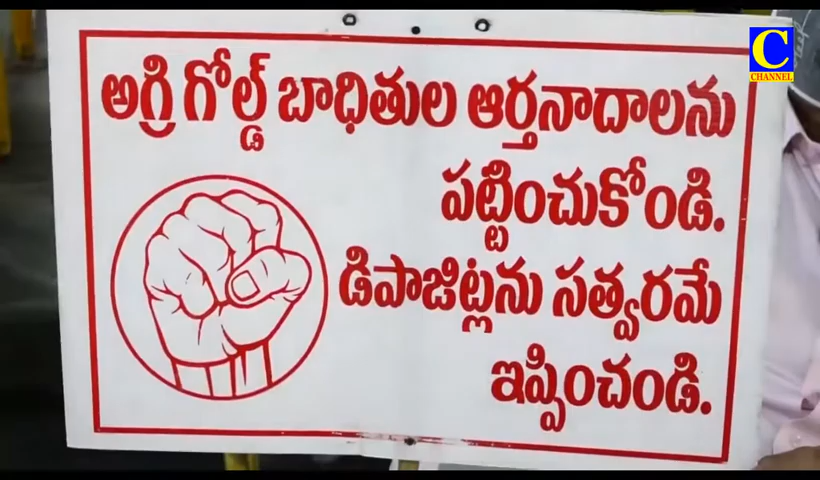 C
CHANNEL
అగ్రి గోల్డ్ బాధితుల ఆర్తనాదాలను
పట్టించుకోండి.
డిపాజిట్లను సత్వరమే
ఇప్పించండి.